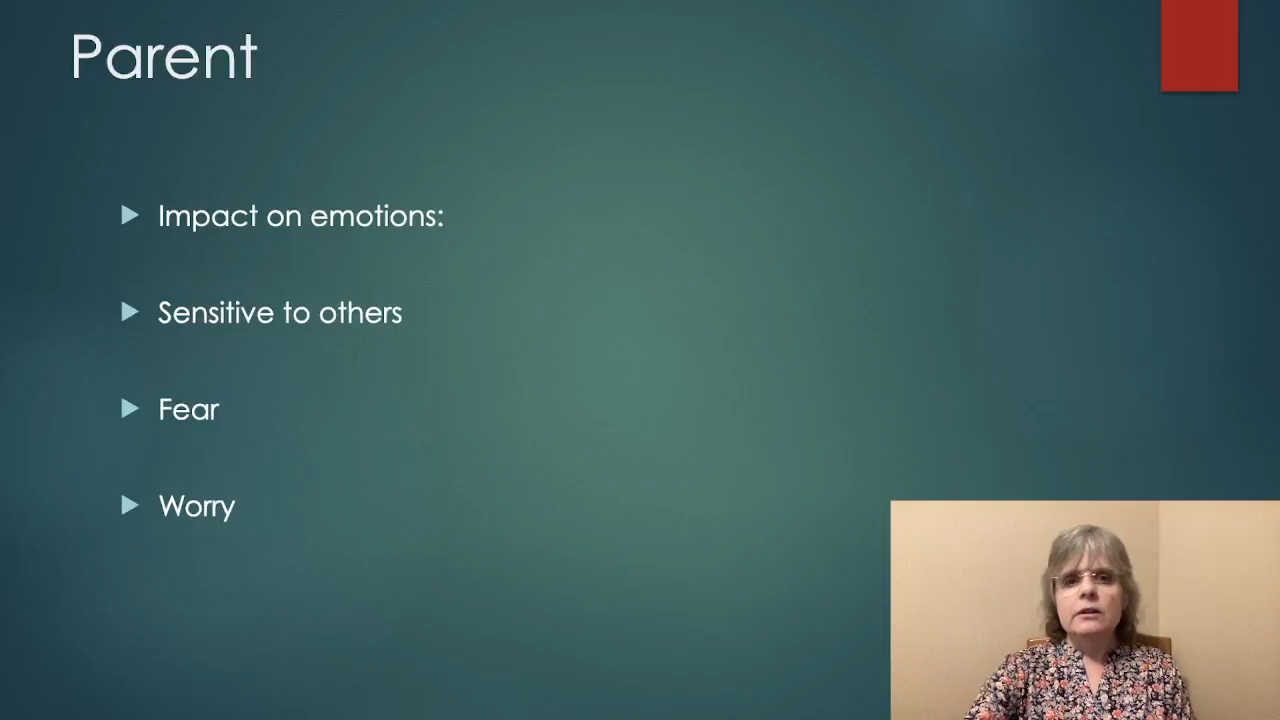 Parent
Impact on emotions:
Sensitive to others
Fear
Worry